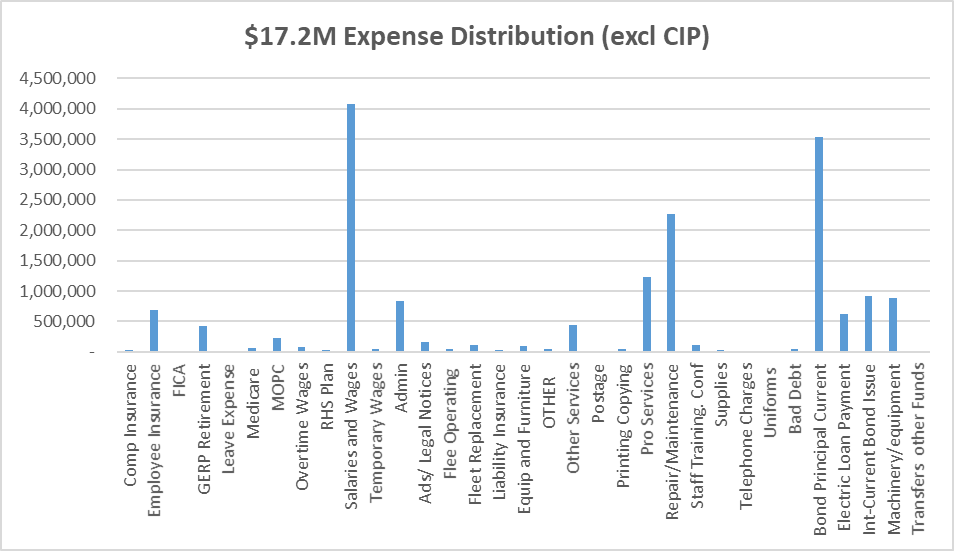 $17.2M Expense Distribution (excl CIP)
4,500,000
4,000,000
3,500,000
3,000,000
2,500,000
2,000,000
1,500,000
1,000,000
500,000
-
Comp Insurance
Employee Insurance
FICA
GERP Retirement
Leave Expense
Medicare
MOPC
Overtime Wages
RHS Plan
Salaries and Wages
Temporary Wages
Admin
Ads/ Legal Notices
Flee Operating
Fleet Replacement
Liability Insurance
Equip and Furniture
OTHER
Other Services
Postage
Printing Copying
Pro Services
Repair/Maintenance
Staff Training. Conf
Supplies
Telephone Charges
Uniforms
Bad Debt
Bond Principal Current
Electric Loan Payment
Int-Current Bond Issue
Machinery/equipment
Transfers other Funds